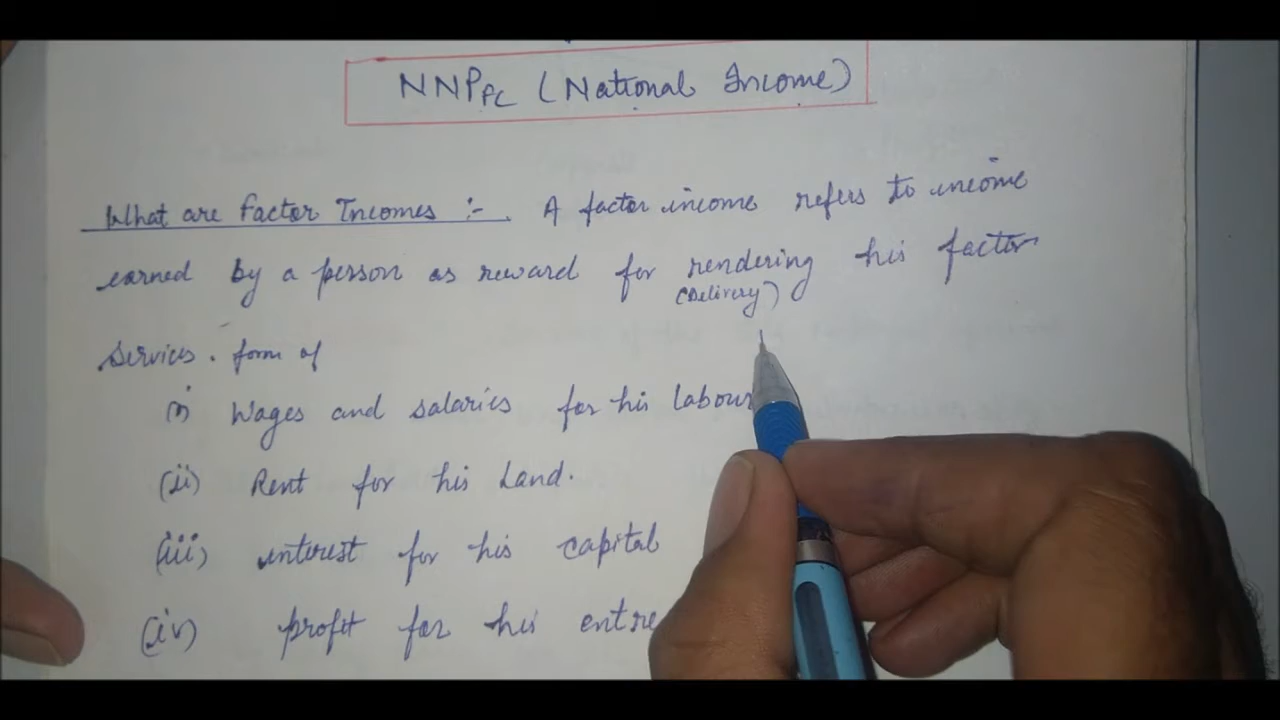 NNPFC (National Income)
What are Factor Incomes :- A factor income refers to income
earned by a person as reward for rendering his factor
(Delivery)
Services. form of
(i) Wages and salaries for his labour
(ii) Rent for his Land.
(iii) interest for his capital
(iv) profit for his entre